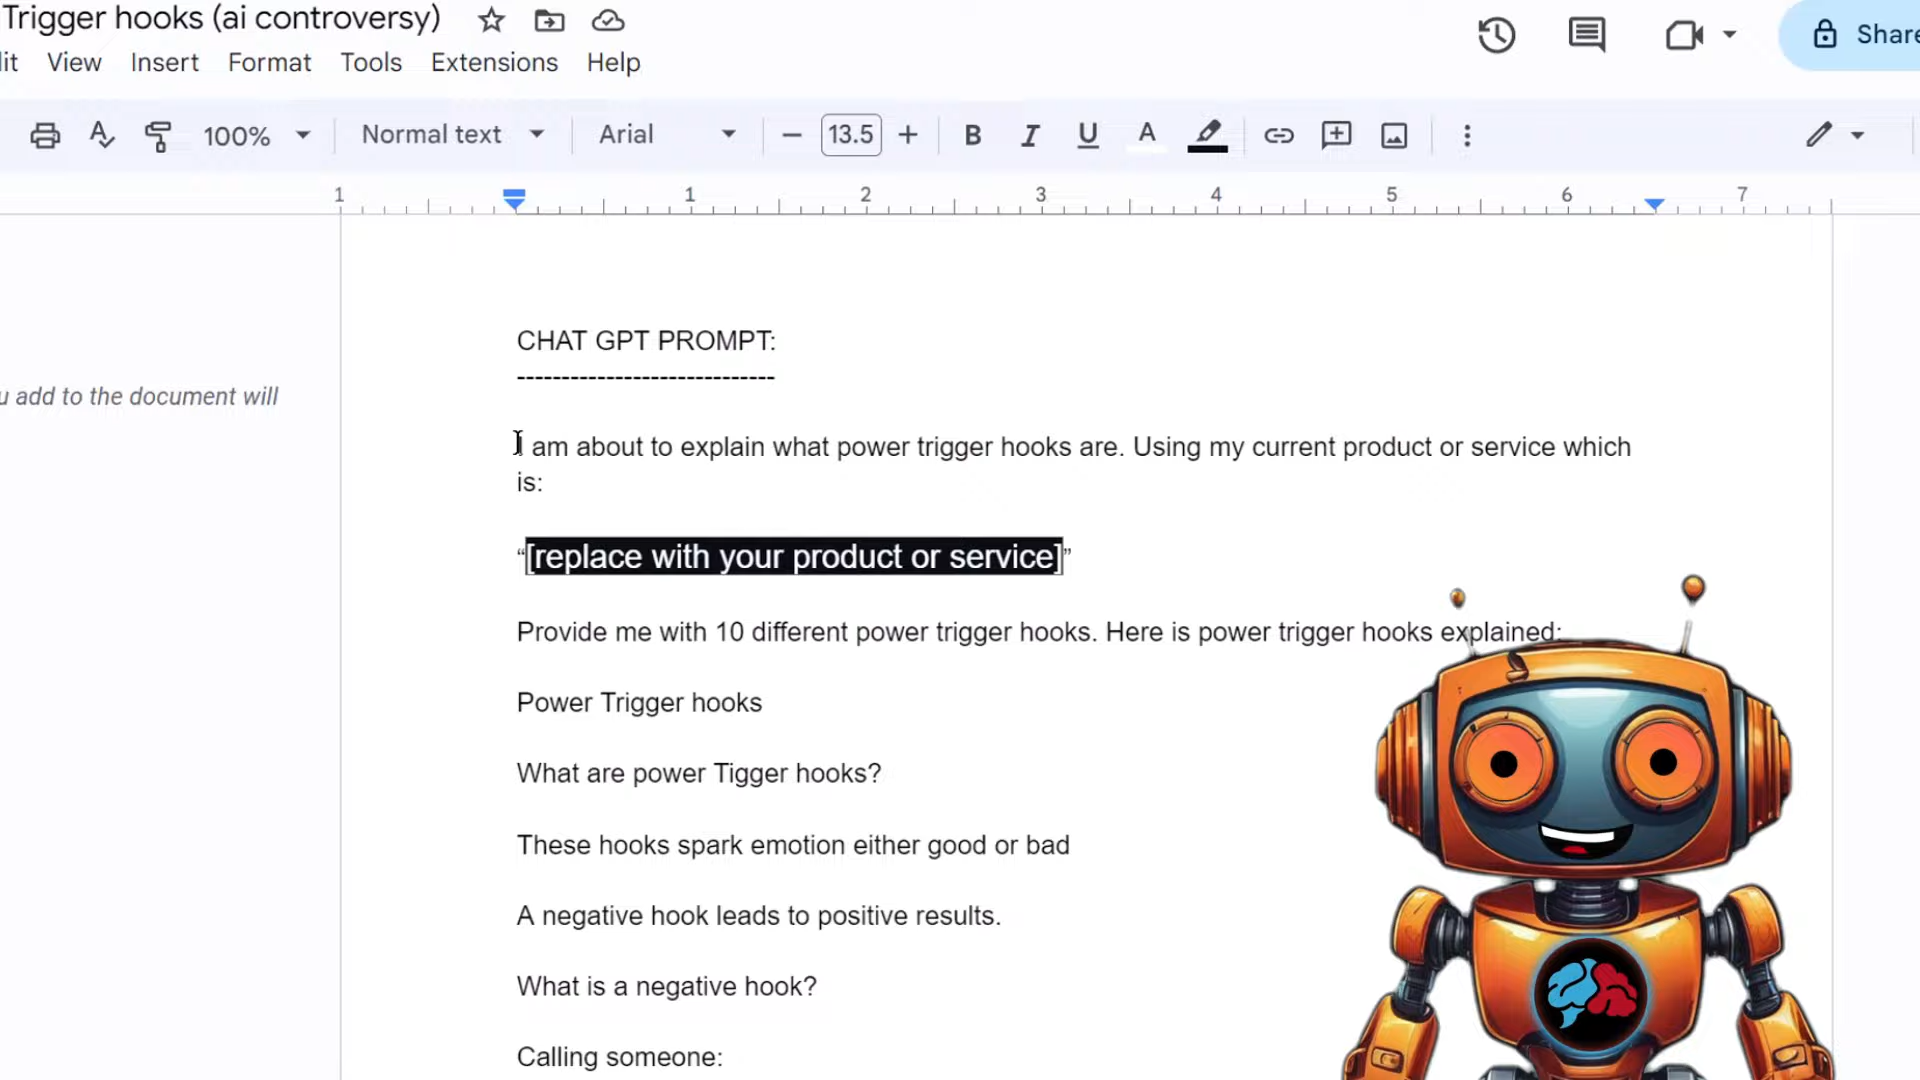 Trigger hooks (ai controversy)
it View Insert Format Tools Extensions Help
Share
100% Normal text Arial 13.5 B I U A
1 1 2 3 4 5 6 7
CHAT GPT PROMPT:
-----------------------------
u add to the document will
I am about to explain what power trigger hooks are. Using my current product or service which
is:
“[replace with your product or service]”
Provide me with 10 different power trigger hooks. Here is power trigger hooks explained:
Power Trigger hooks
What are power Tigger hooks?
These hooks spark emotion either good or bad
A negative hook leads to positive results.
What is a negative hook?
Calling someone: